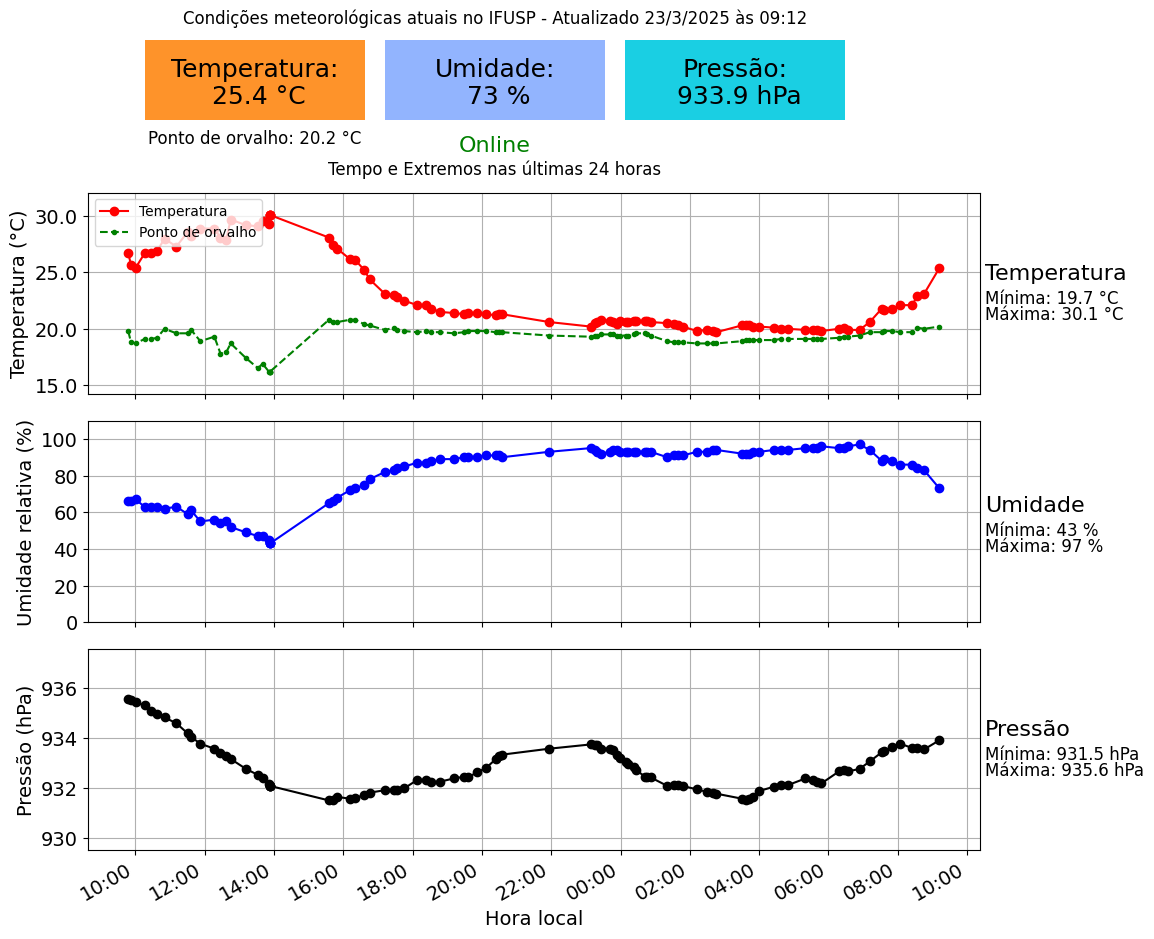 Condições meteorológicas atuais no IFUSP - Atualizado 23/3/2025 às 09:12
Temperatura:
25.4 °C
Umidade:
73 %
Pressão:
933.9 hPa
Ponto de orvalho: 20.2 °C
Online
Tempo e Extremos nas últimas 24 horas
Temperatura (°C)
30.0
25.0
20.0
15.0
Temperatura
Ponto de orvalho
Temperatura
Mínima: 19.7 °C
Máxima: 30.1 °C
Umidade relativa (%)
100
80
60
40
20
0
Umidade
Mínima: 43 %
Máxima: 97 %
Pressão (hPa)
936
934
932
930
Pressão
Mínima: 931.5 hPa
Máxima: 935.6 hPa
10:00
12:00
14:00
16:00
18:00
20:00
22:00
00:00
02:00
04:00
06:00
08:00
10:00
Hora local